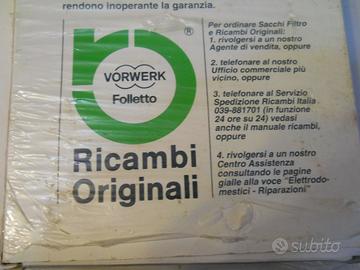 rendono inoperante la garanzia.
®
VORWERK
Folletto
Ricambi
Originali
Per ordinare Sacchi Filtro
e Ricambi Originali:
1. rivolgersi a un nostro
Agente di vendita, oppure
2. telefonare al nostro
Ufficio commerciale più
vicino, oppure
3. telefonare al Servizio
Spedizione Ricambi Italia
039-881701 (in funzione
24 ore su 24) vedasi
anche il manuale ricambi,
oppure
4. rivolgersi a un nostro
Centro Assistenza
consultando le pagine
gialle alla voce "Elettrodo-
mestici - Riparazioni"
subito